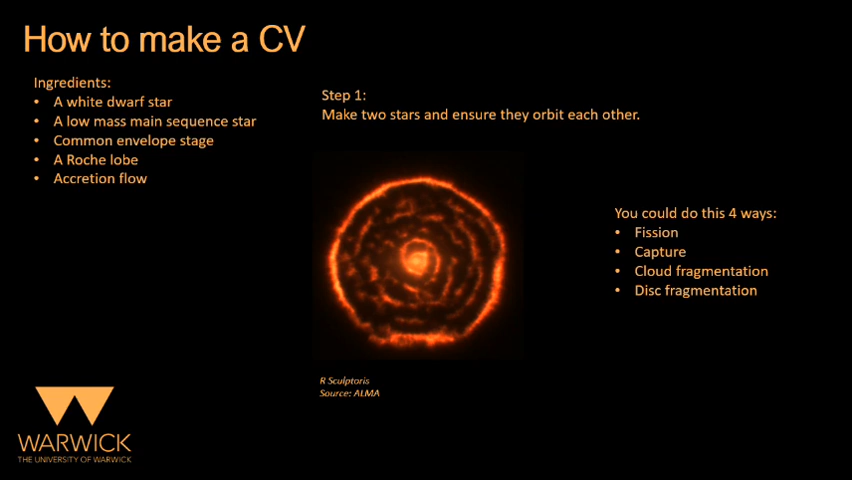 How to make a CV
Ingredients:
• A white dwarf star
• A low mass main sequence star
• Common envelope stage
• A Roche lobe
• Accretion flow
Step 1:
Make two stars and ensure they orbit each other.
You could do this 4 ways:
• Fission
• Capture
• Cloud fragmentation
• Disc fragmentation
R Sculptoris
Source: ALMA
WARWICK
THE UNIVERSITY OF WARWICK